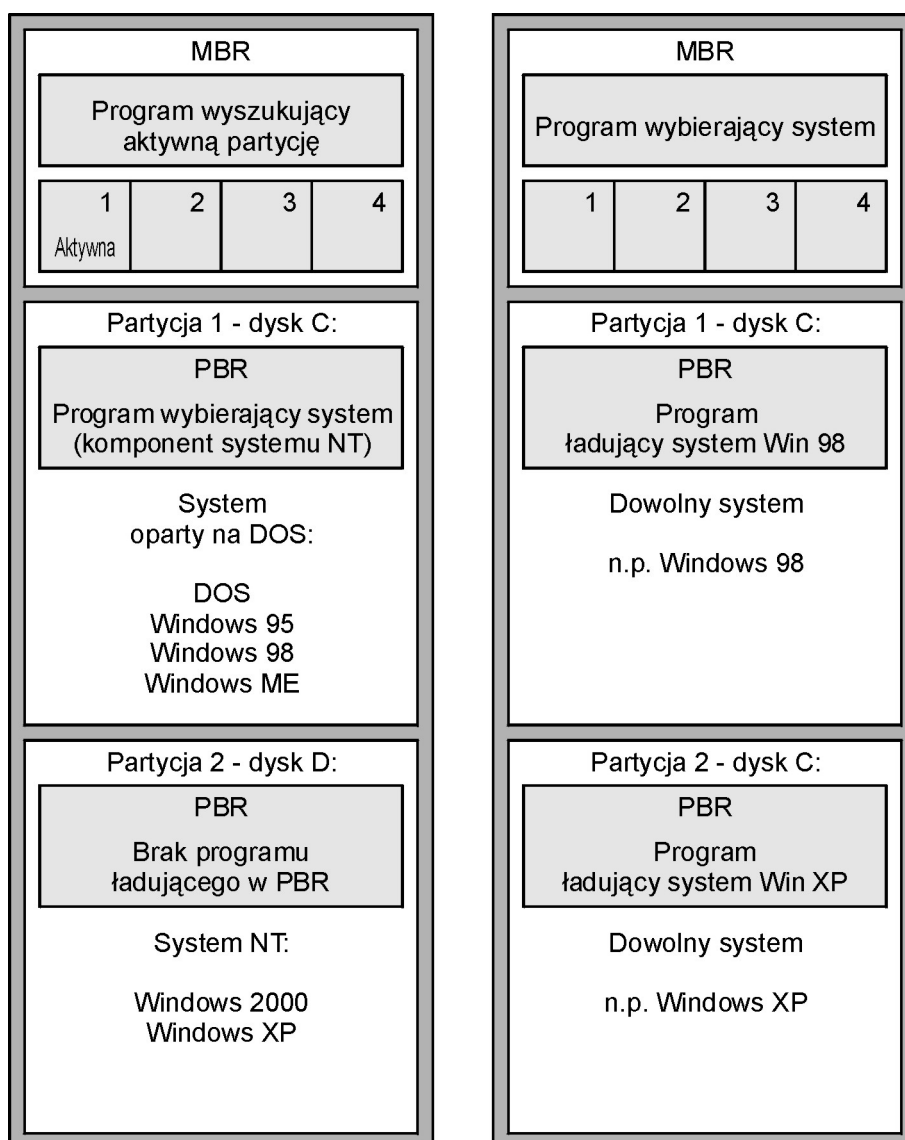 MBR
Program wyszukujący
aktywną partycję
1 2 3 4
Aktywna
Partycja 1 - dysk C:
PBR
Program wybierający system
(komponent systemu NT)
System
oparty na DOS:
DOS
Windows 95
Windows 98
Windows ME
Partycja 2 - dysk D:
PBR
Brak programu
ładującego w PBR
System NT:
Windows 2000
Windows XP
MBR
Program wybierający system
1 2 3 4
Partycja 1 - dysk C:
PBR
Program
ładujący system Win 98
Dowolny system
n.p. Windows 98
Partycja 2 - dysk C:
PBR
Program
ładujący system Win XP
Dowolny system
n.p. Windows XP